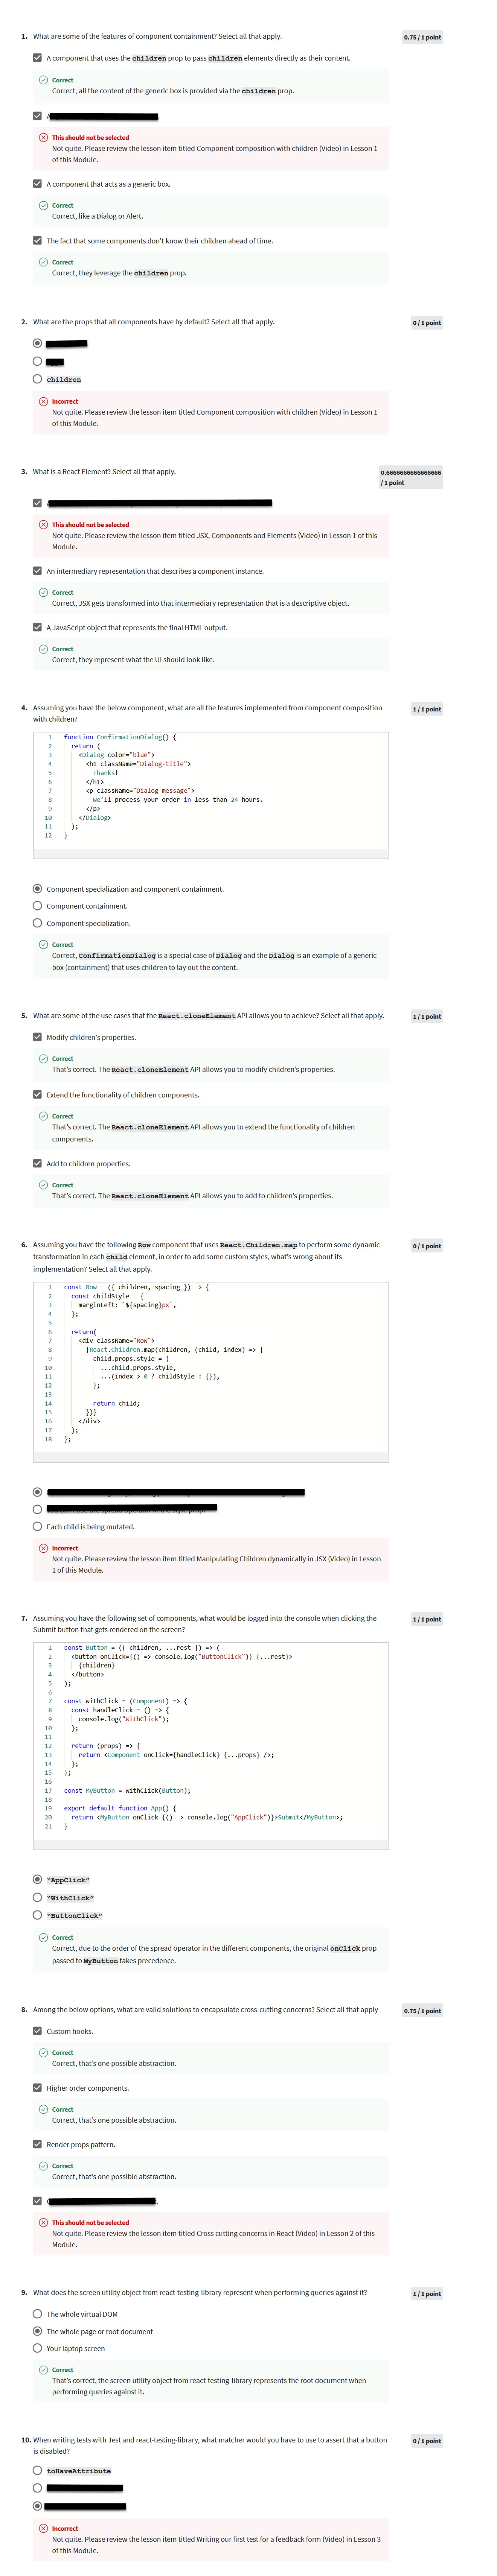 1. What are some of the features of component containment? Select all that apply.
0.75 / 1 point
A component that uses the children prop to pass children elements directly as their content.
Correct
Correct, all the content of the generic box is provided via the children prop.
This should not be selected
Not quite. Please review the lesson item titled Component composition with children (Video) in Lesson 1
of this Module.
A component that acts as a generic box.
Correct
Correct, like a Dialog or Alert.
The fact that some components don't know their children ahead of time.
Correct
Correct, they leverage the children prop.
2. What are the props that all components have by default? Select all that apply.
0 / 1 point
children
Incorrect
Not quite. Please review the lesson item titled Component composition with children (Video) in Lesson 1
of this Module.
3. What is a React Element? Select all that apply.
0.6666666666666666
/ 1 point
This should not be selected
Not quite. Please review the lesson item titled JSX, Components and Elements (Video) in Lesson 1 of this
Module.
An intermediary representation that describes a component instance.
Correct
Correct, JSX gets transformed into that intermediary representation that is a descriptive object.
A JavaScript object that represents the final HTML output.
Correct
Correct, they represent what the UI should look like.
4. Assuming you have the below component, what are all the features implemented from component composition
with children?
1 / 1 point
1 function ConfirmationDialog() {
2 return (
3 <Dialog color="blue">
4 <h1 className="Dialog-title">
5 Thanks!
6 </h1>
7 <p className="Dialog-message">
8 We'll process your order in less than 24 hours.
9 </p>
10 </Dialog>
11 );
12 }
Component specialization and component containment.
Component containment.
Component specialization.
Correct
Correct, ConfirmationDialog is a special case of Dialog and the Dialog is an example of a generic
box (containment) that uses children to lay out the content.
5. What are some of the use cases that the React.cloneElement API allows you to achieve? Select all that apply.
1 / 1 point
Modify children's properties.
Correct
That's correct. The React.cloneElement API allows you to modify children's properties.
Extend the functionality of children components.
Correct
That's correct. The React.cloneElement API allows you to extend the functionality of children
components.
Add to children properties.
Correct
That's correct. The React.cloneElement API allows you to add to children's properties.
6. Assuming you have the following Row component that uses React.Children.map to perform some dynamic
transformation in each child element, in order to add some custom styles, what's wrong about its
implementation? Select all that apply.
0 / 1 point
1 const Row = ({ children, spacing }) => {
2 const childStyle = {
3 marginLeft: `${spacing}px`,
4 };
5
6 return(
7 <div className="Row">
8 {React.Children.map(children, (child, index) => {
9 child.props.style = {
10 ...child.props.style,
11 ...(index > 0 ? childStyle : {}),
12 };
13
14 return child;
15 })}
16 </div>
17 );
18 };
Each child is being mutated.
Incorrect
Not quite. Please review the lesson item titled Manipulating Children dynamically in JSX (Video) in Lesson
1 of this Module.
7. Assuming you have the following set of components, what would be logged into the console when clicking the
Submit button that gets rendered on the screen?
1 / 1 point
1 const Button = ({ children, ...rest }) => (
2 <button onClick={() => console.log("ButtonClick")} {...rest}>
3 {children}
4 </button>
5 );
6
7 const withClick = (Component) => {
8 const handleClick = () => {
9 console.log("WithClick");
10 };
11
12 return (props) => {
13 return <Component onClick={handleClick} {...props} />;
14 };
15 };
16
17 const MyButton = withClick(Button);
18
19 export default function App() {
20 return <MyButton onClick={() => console.log("AppClick")}>Submit</MyButton>;
21 }
"AppClick"
"WithClick"
"ButtonClick"
Correct
Correct, due to the order of the spread operator in the different components, the original onClick prop
passed to MyButton takes precedence.
8. Among the below options, what are valid solutions to encapsulate cross-cutting concerns? Select all that apply
0.75 / 1 point
Custom hooks.
Correct
Correct, that's one possible abstraction.
Higher order components.
Correct
Correct, that's one possible abstraction.
Render props pattern.
Correct
Correct, that's one possible abstraction.
This should not be selected
Not quite. Please review the lesson item titled Cross cutting concerns in React (Video) in Lesson 2 of this
Module.
9. What does the screen utility object from react-testing-library represent when performing queries against it?
1 / 1 point
The whole virtual DOM
The whole page or root document
Your laptop screen
Correct
That's correct, the screen utility object from react-testing-library represents the root document when
performing queries against it.
10. When writing tests with Jest and react-testing-library, what matcher would you have to use to assert that a button
is disabled?
0 / 1 point
toHaveAttribute
Incorrect
Not quite. Please review the lesson item titled Writing our first test for a feedback form (Video) in Lesson 3
of this Module.